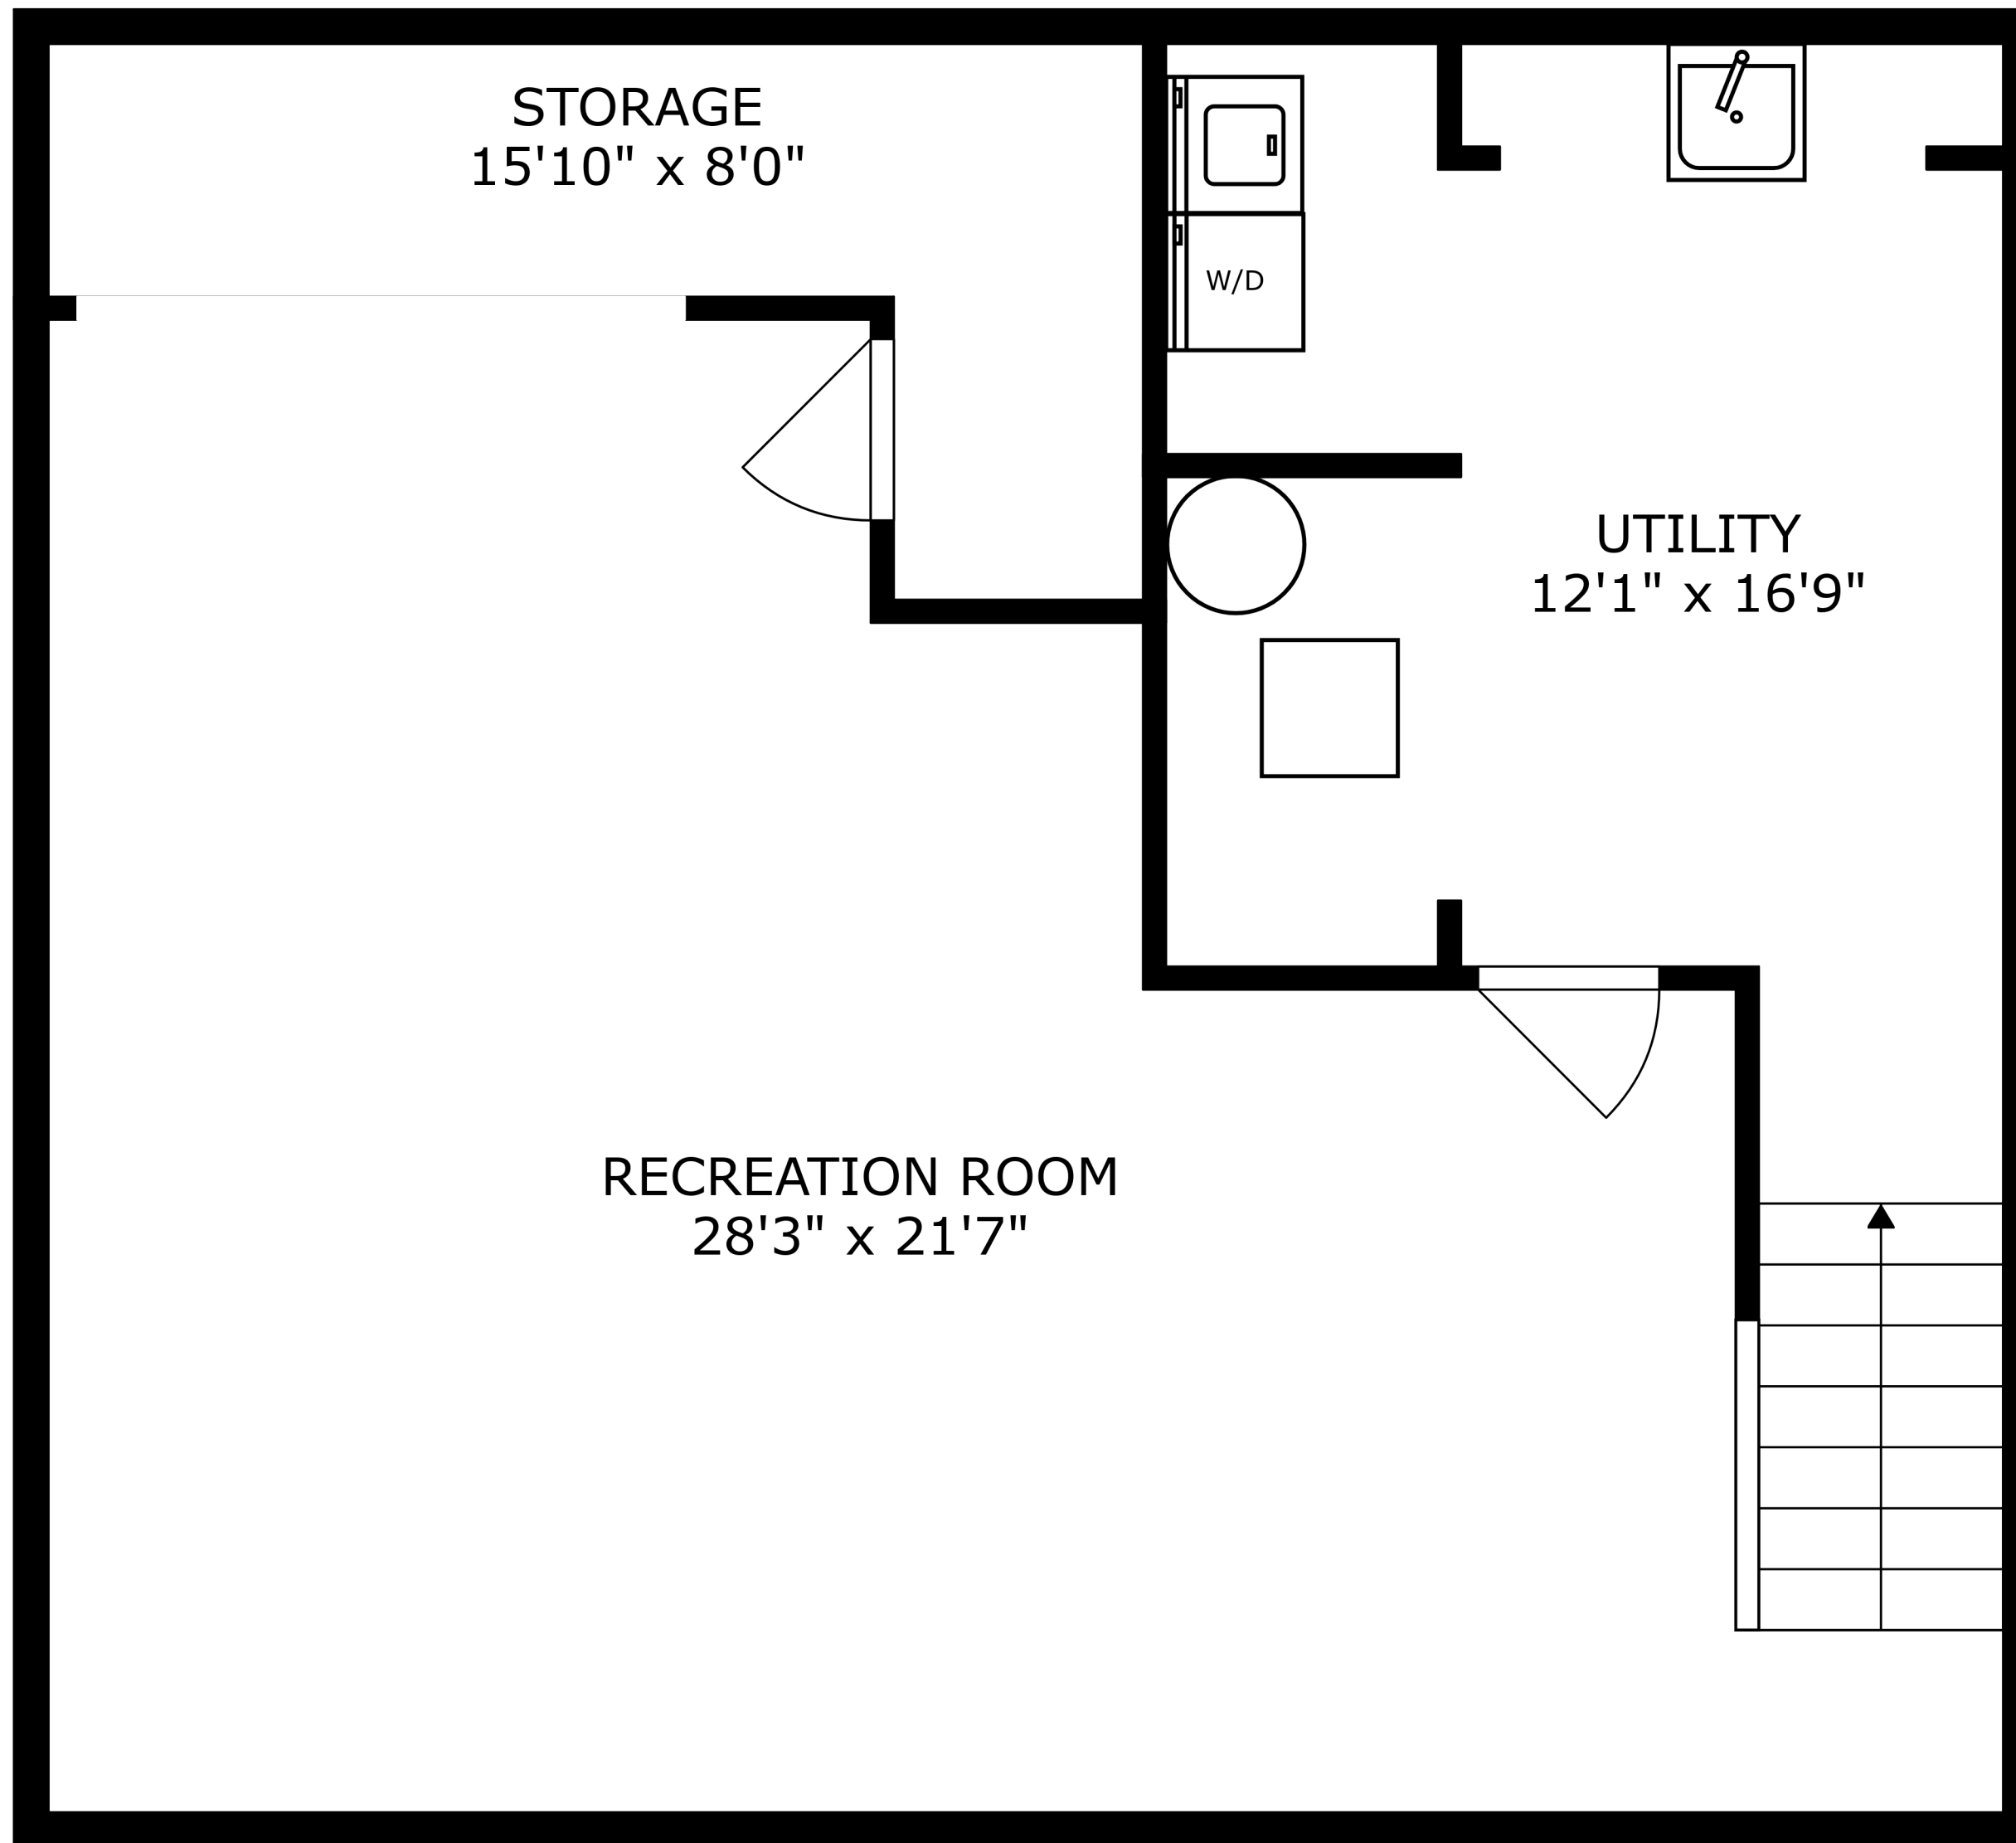 STORAGE
15'10" x 8'0"
W/D
UTILITY
12'1" x 16'9"
RECREATION ROOM
28'3" x 21'7"